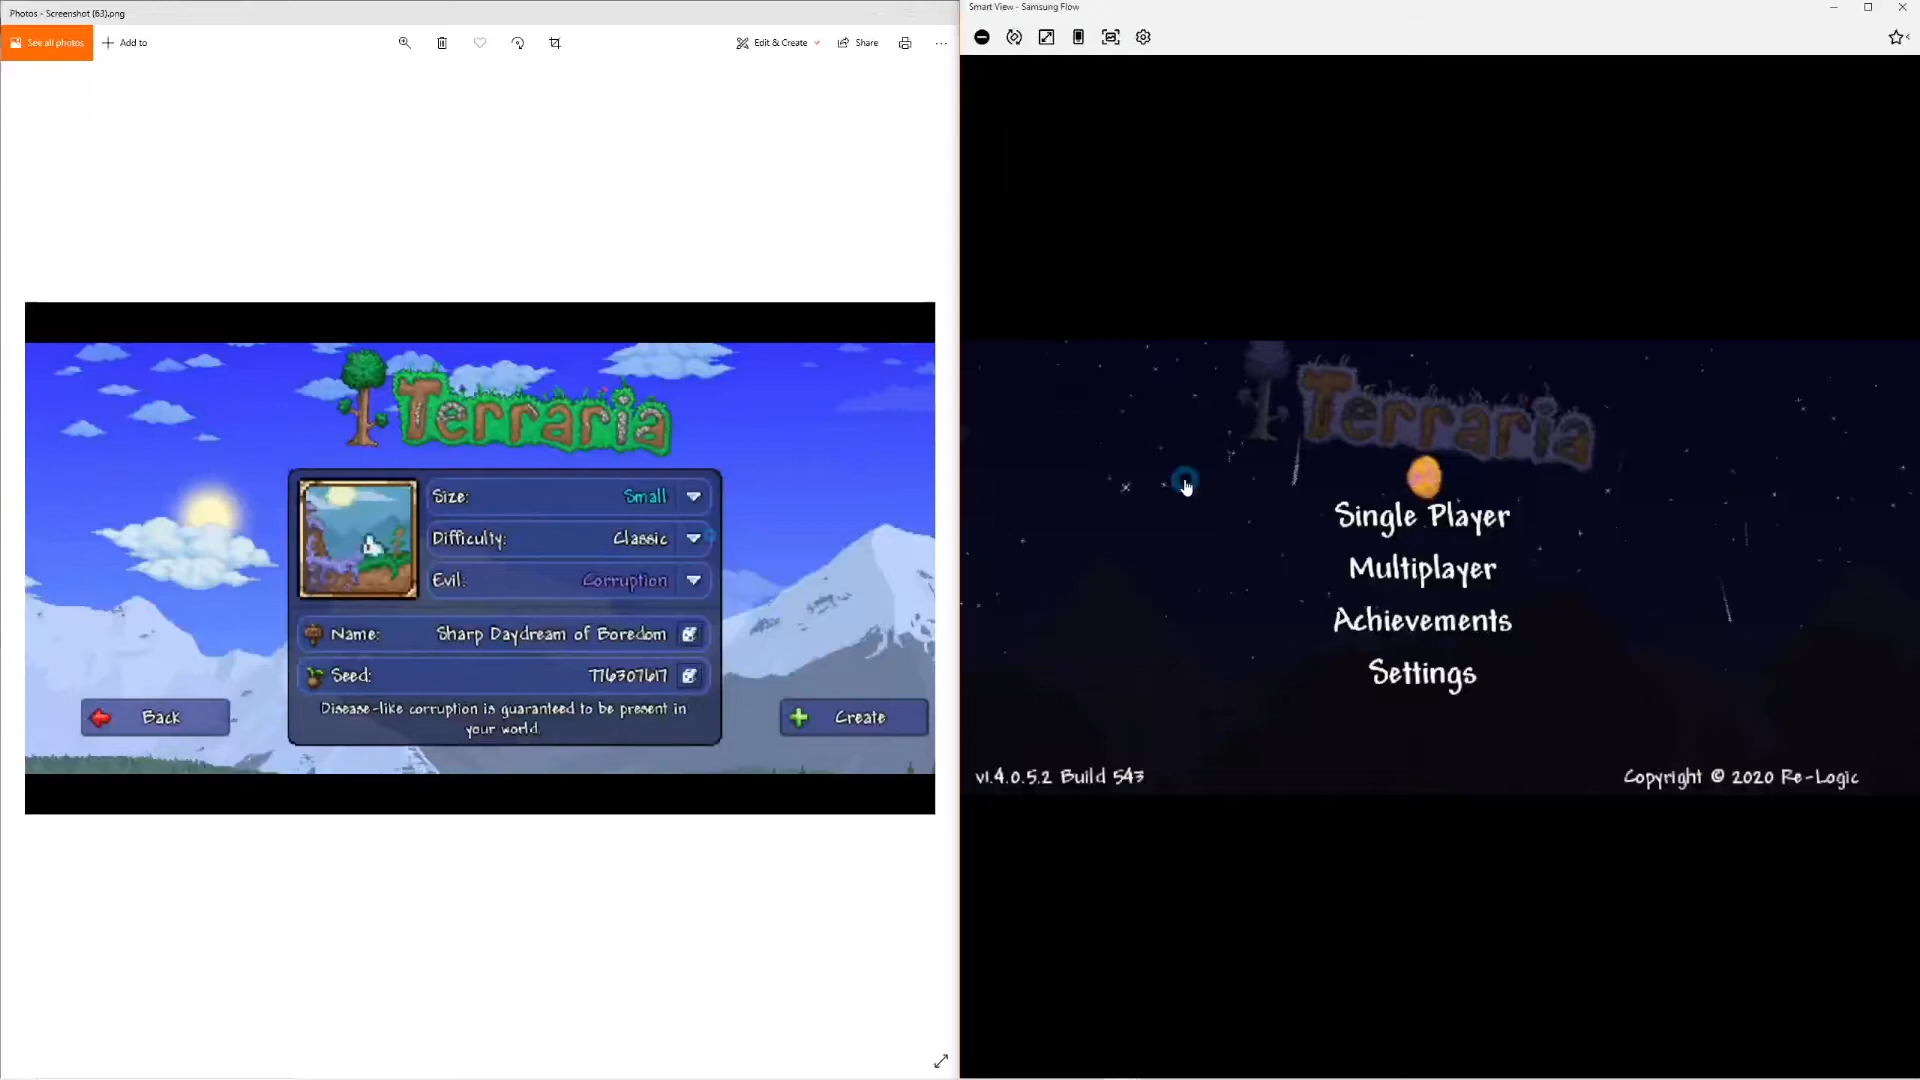 Photos - Screenshot (63).png
See all photos
Add to
Edit & Create
Share
Terraria
Size: Small
Difficulty: Classic
Evil: Corruption
Name: Sharp Daydream of Boredom
Seed: 776307617
Disease-like corruption is guaranteed to be present in
your world.
Back
Create
Smart View - Samsung Flow
Terraria
Single Player
Multiplayer
Achievements
Settings
v1.4.0.5.2 Build 543
Copyright © 2020 Re-Logic